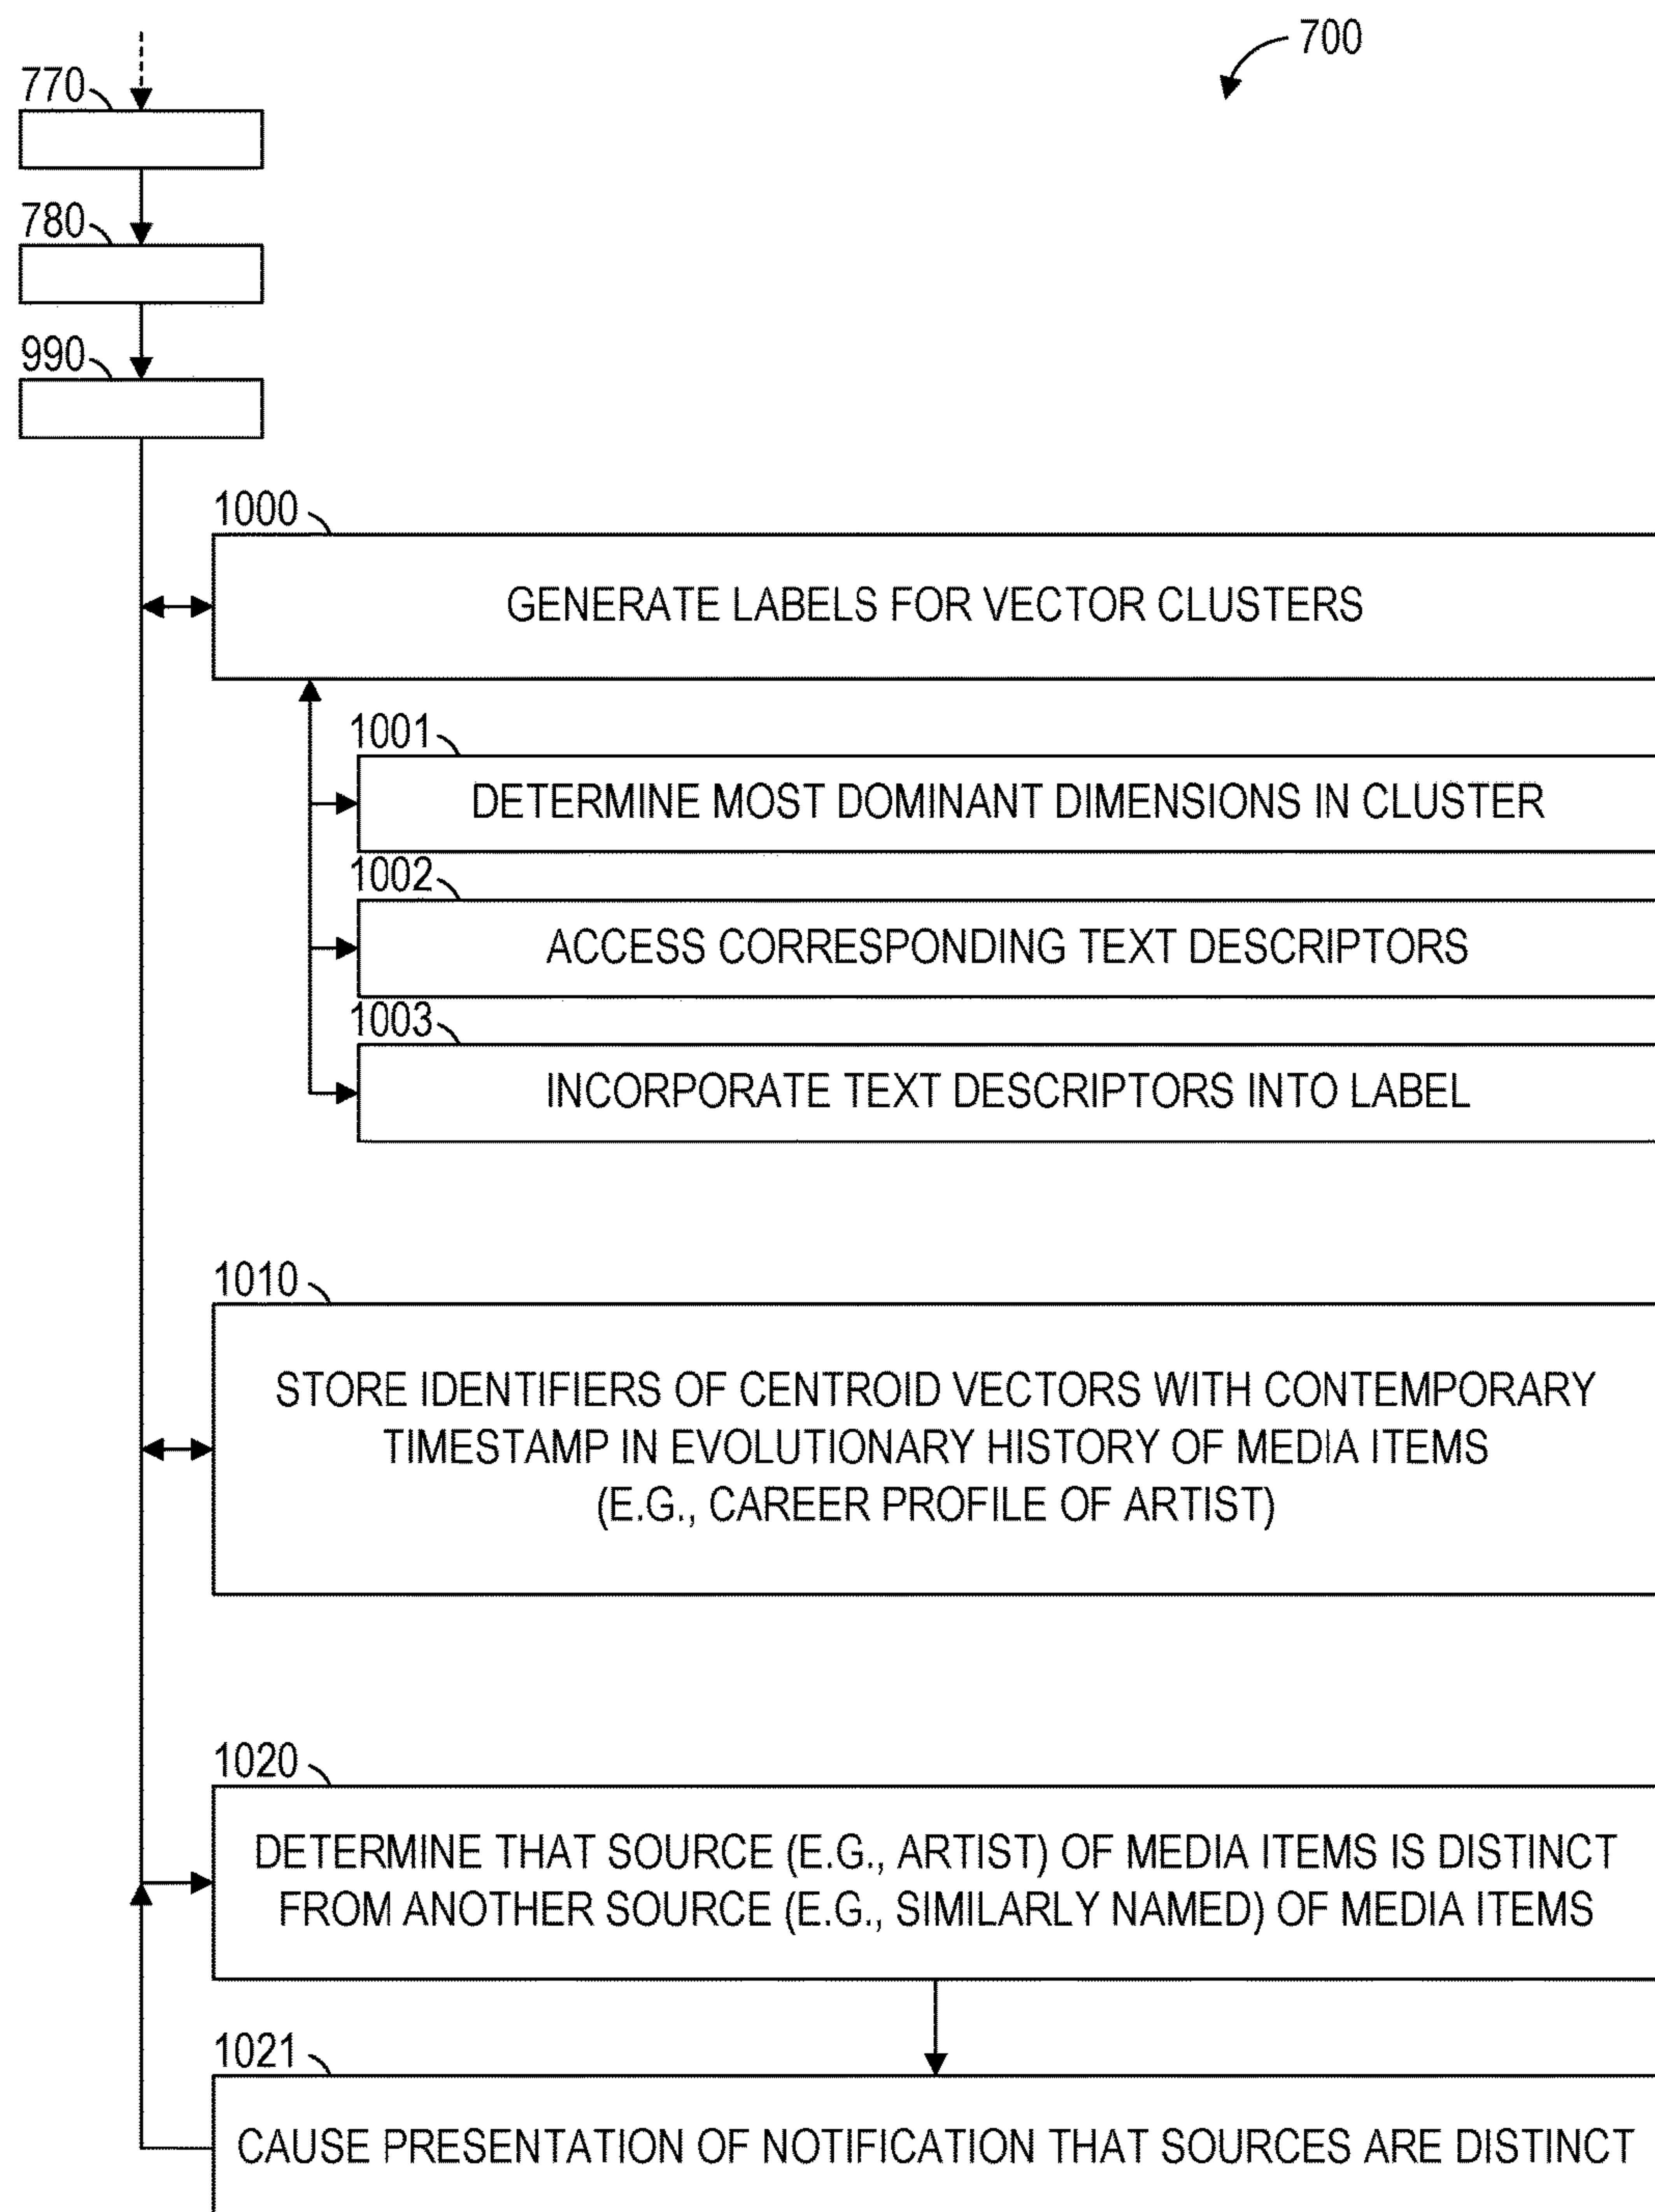 700
770
780
990
1000
GENERATE LABELS FOR VECTOR CLUSTERS
1001
DETERMINE MOST DOMINANT DIMENSIONS IN CLUSTER
1002
ACCESS CORRESPONDING TEXT DESCRIPTORS
1003
INCORPORATE TEXT DESCRIPTORS INTO LABEL
1010
STORE IDENTIFIERS OF CENTROID VECTORS WITH CONTEMPORARY
TIMESTAMP IN EVOLUTIONARY HISTORY OF MEDIA ITEMS
(E.G., CAREER PROFILE OF ARTIST)
1020
DETERMINE THAT SOURCE (E.G., ARTIST) OF MEDIA ITEMS IS DISTINCT
FROM ANOTHER SOURCE (E.G., SIMILARLY NAMED) OF MEDIA ITEMS
1021
CAUSE PRESENTATION OF NOTIFICATION THAT SOURCES ARE DISTINCT